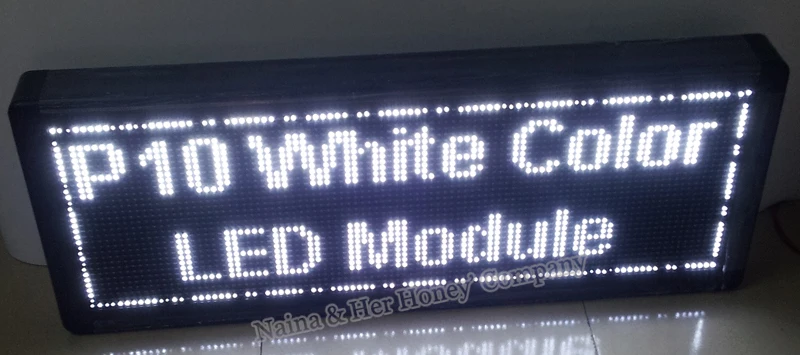 P10 White Color
LED Module
Naina & Her Honey' Company